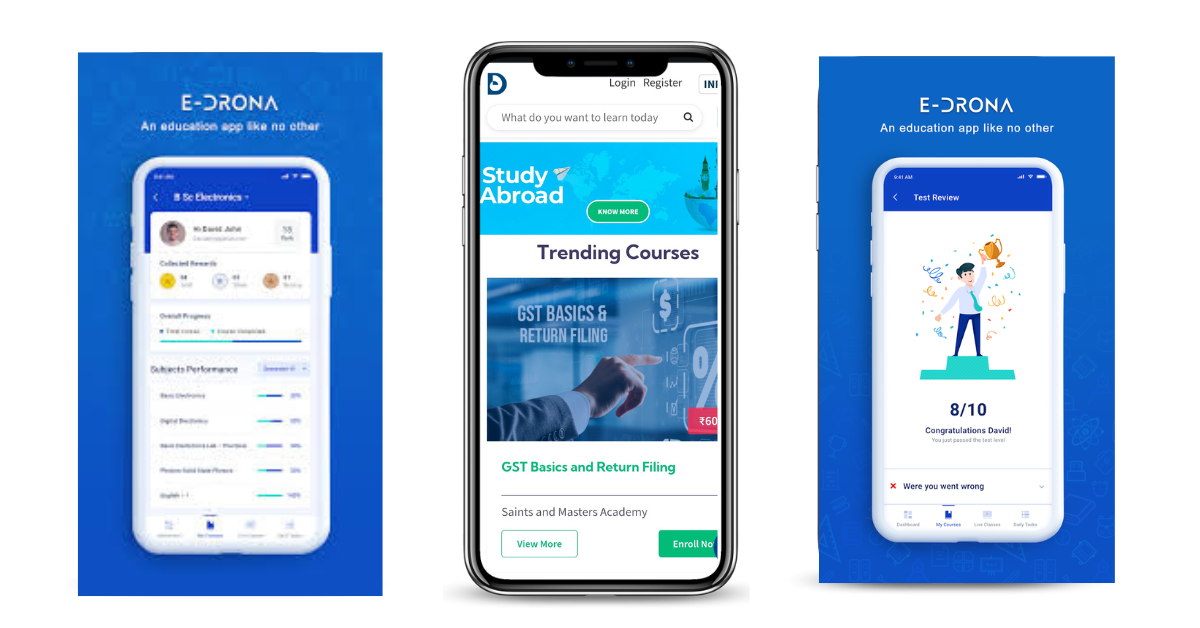 E-DRONA
An education app like no other
B Sc Electronics
Hi David John
Collected Rewards
Overall Progress
Subjects Performance
Basic Electronics
Digital Electronics
English - I
Login Register INR
What do you want to learn today
Study
Abroad
KNOW MORE
Trending Courses
GST BASICS &
RETURN FILING
₹60
GST Basics and Return Filing
Saints and Masters Academy
View More Enroll No
E-DRONA
An education app like no other
9:41 AM
Test Review
8/10
Congratulations David!
You just passed the test level
Were you went wrong
Dashboard My Courses Live Classes Daily Tasks